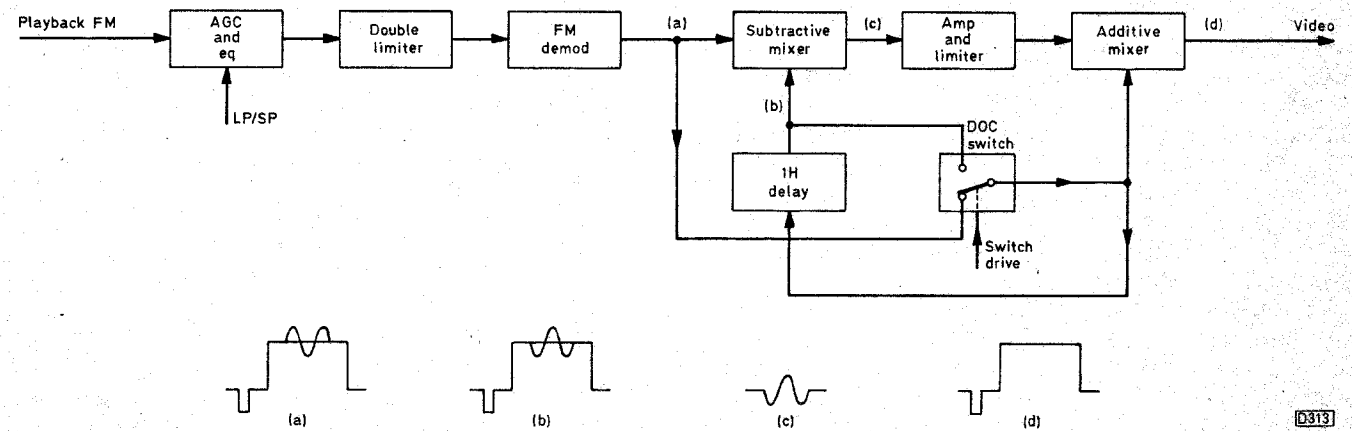 Playback FM
AGC
and
eq
LP/SP
Double
limiter
FM
demod
(a)
Subtractive
mixer
(b)
(c)
Amp
and
limiter
Additive
mixer
(d)
Video
1H
delay
DOC
switch
Switch
drive
(a)
(b)
(c)
(d)
D313